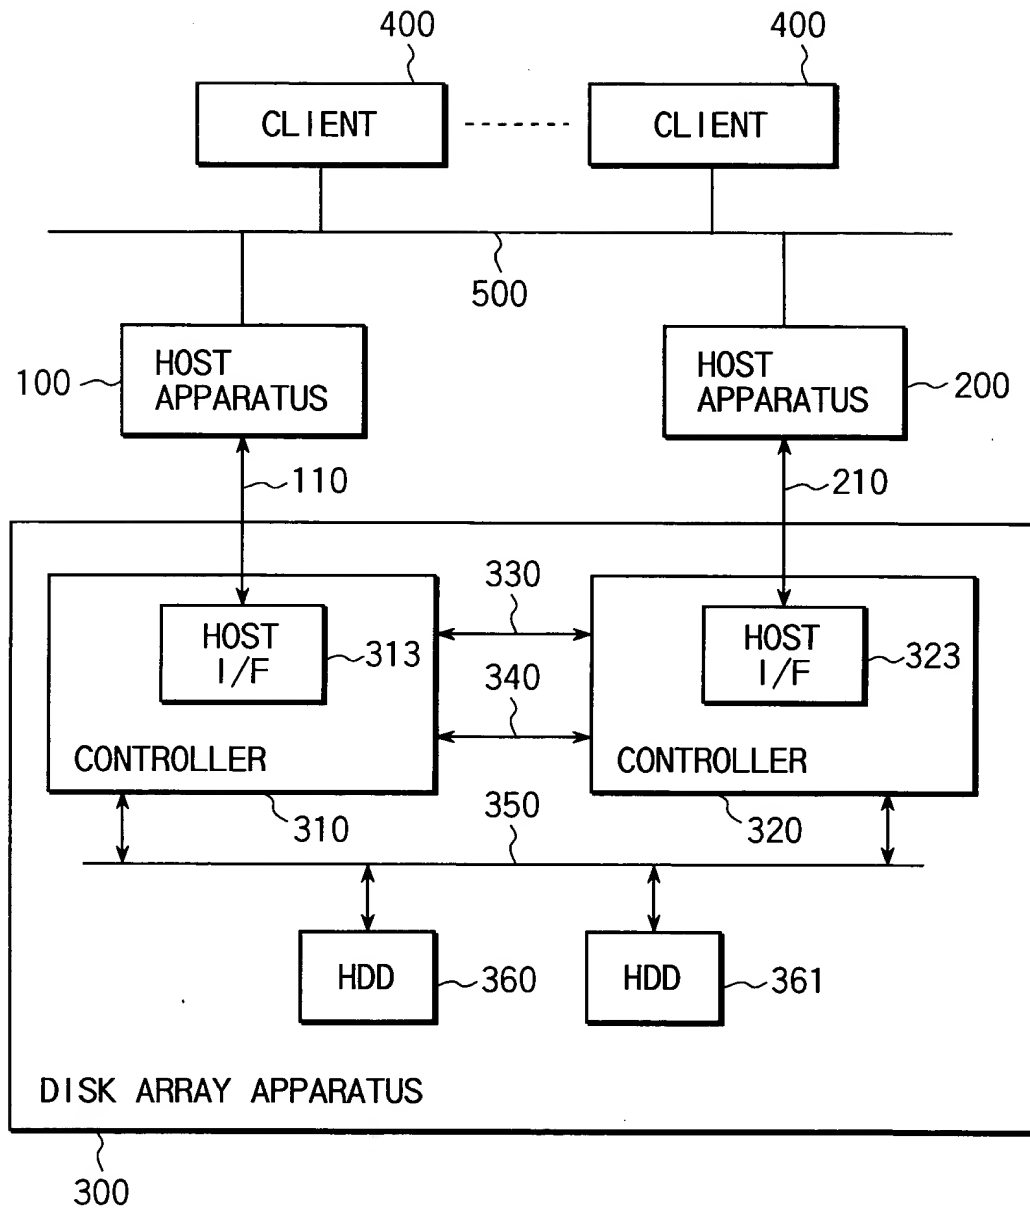 400
400
CLIENT
CLIENT
500
HOST
APPARATUS
100
HOST
APPARATUS
200
110
210
330
HOST
I/F
313
HOST
I/F
323
340
CONTROLLER
CONTROLLER
350
310
320
HDD
360
HDD
361
DISK ARRAY APPARATUS
300